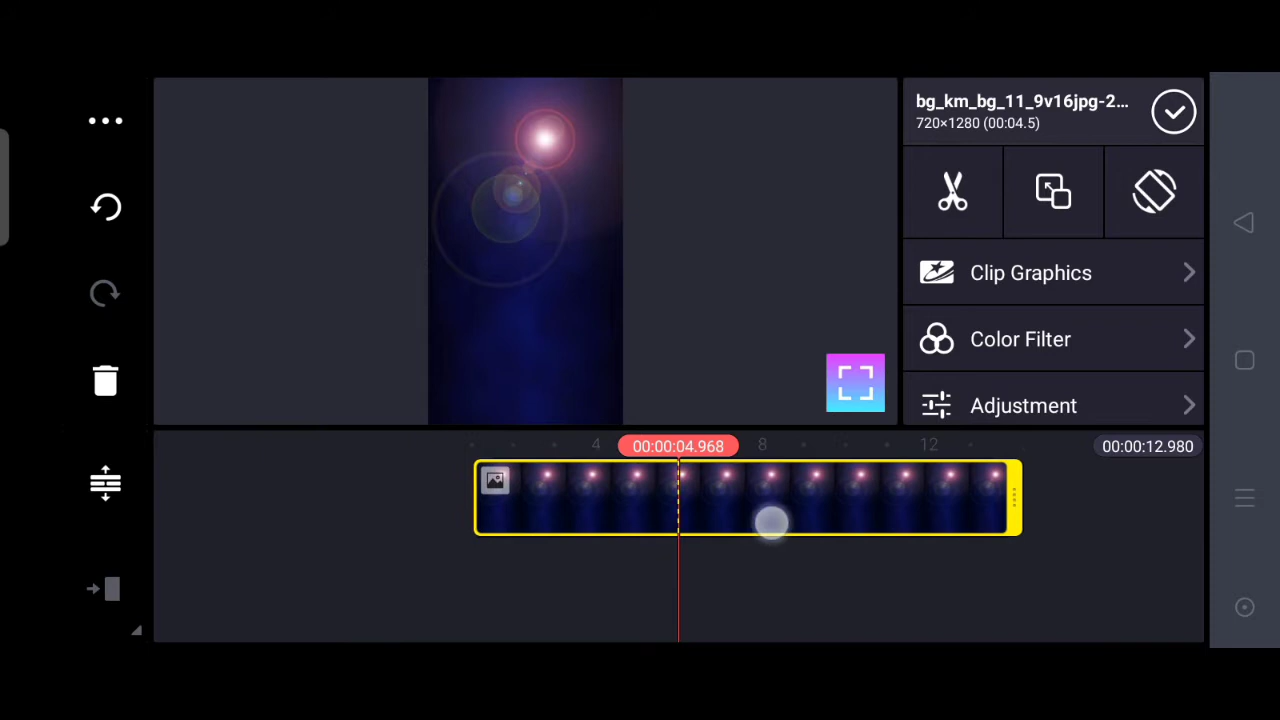 bg_km_bg_11_9v16jpg-2...
720×1280 (00:04.5)
Clip Graphics
Color Filter
Adjustment
4 00:00:04.968 8 12 00:00:12.980